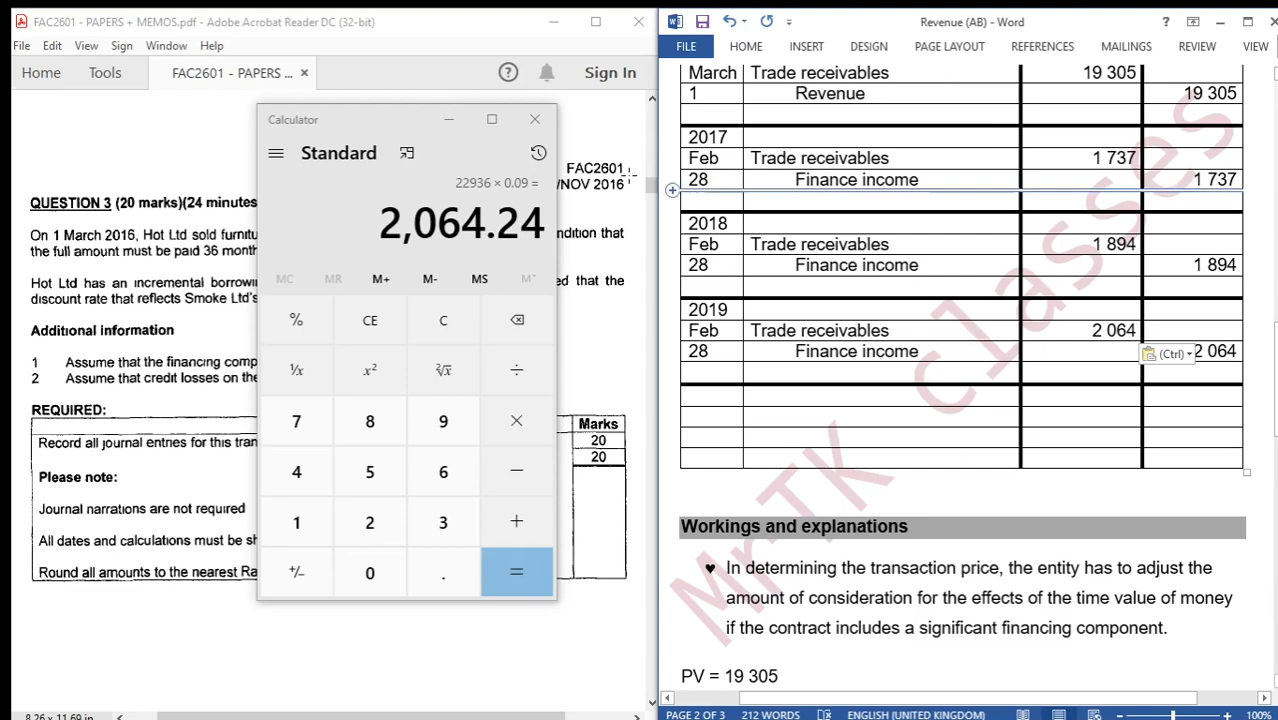 FAC2601 - PAPERS + MEMOS.pdf - Adobe Acrobat Reader DC (32-bit)
File Edit View Sign Window Help
Home Tools FAC2601 - PAPERS ... × Sign In
FAC2601
/NOV 2016
QUESTION 3 (20 marks)(24 minutes
On 1 March 2016, Hot Ltd sold furnitu
ndition that
the full amount must be paid 36 month
Hot Ltd has an incremental borrowi
ed that the
discount rate that reflects Smoke Ltd's
Additional information
1 Assume that the financing comp
2 Assume that credit losses on the
REQUIRED:
Marks
Record all journal entries for this tran
20
20
Please note:
Journal narrations are not required
All dates and calculations must be sh
Round all amounts to the nearest Ra
8.26 x 11.69 in
Calculator
Standard
22936 × 0.09 =
2,064.24
MC MR M+ M- MS M˅
% CE C
¹/x x² ²√x ÷
7 8 9 ×
4 5 6 −
1 2 3 +
+/− 0 . =
Revenue (AB) - Word
FILE HOME INSERT DESIGN PAGE LAYOUT REFERENCES MAILINGS REVIEW VIEW
March Trade receivables 19 305
1 Revenue 19 305
2017
Feb Trade receivables 1 737
28 Finance income 1 737
2018
Feb Trade receivables 1 894
28 Finance income 1 894
2019
Feb Trade receivables 2 064
28 Finance income 2 064
(Ctrl)
Mr TK classes
Workings and explanations
♥ In determining the transaction price, the entity has to adjust the
amount of consideration for the effects of the time value of money
if the contract includes a significant financing component.
PV = 19 305
PAGE 2 OF 3 212 WORDS ENGLISH (UNITED KINGDOM) 100%